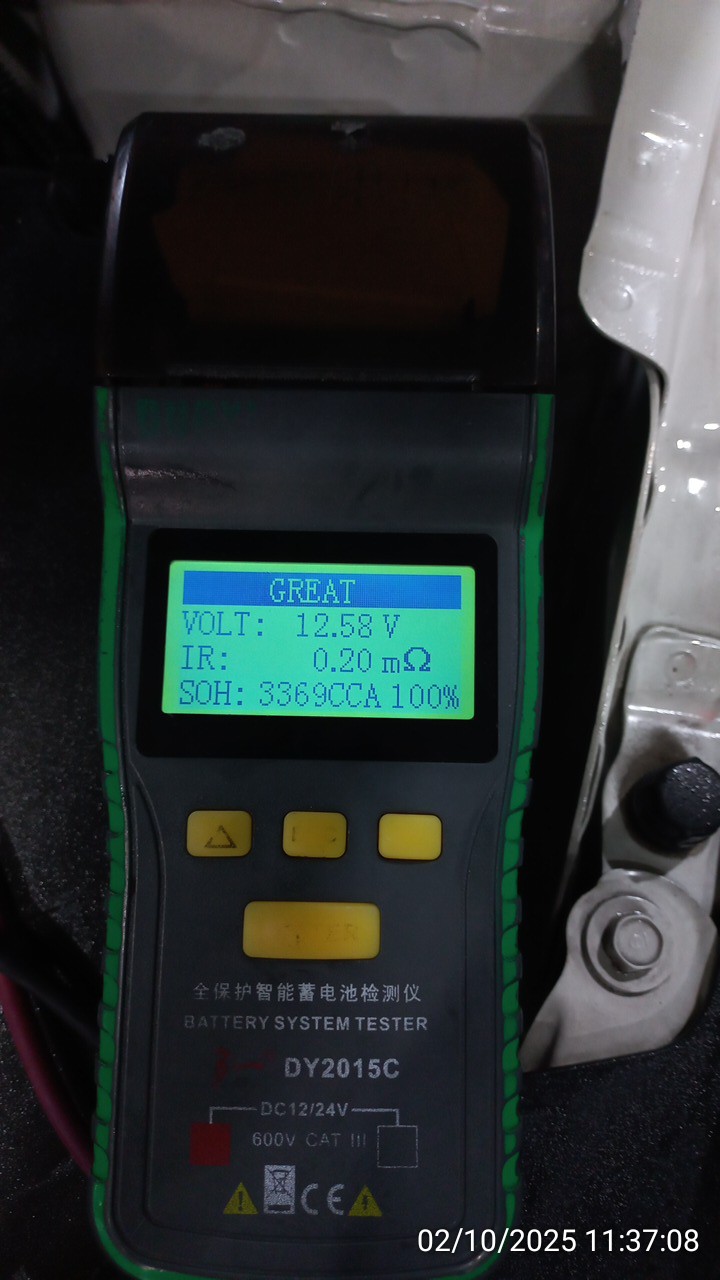 GREAT
VOLT: 12.58 V
IR: 0.20 mΩ
SOH: 3369CCA 100%
全保护智能蓄电池检测仪
BATTERY SYSTEM TESTER
DY2015C
DC12/24V
600V CAT III
CE
02/10/2025 11:37:08